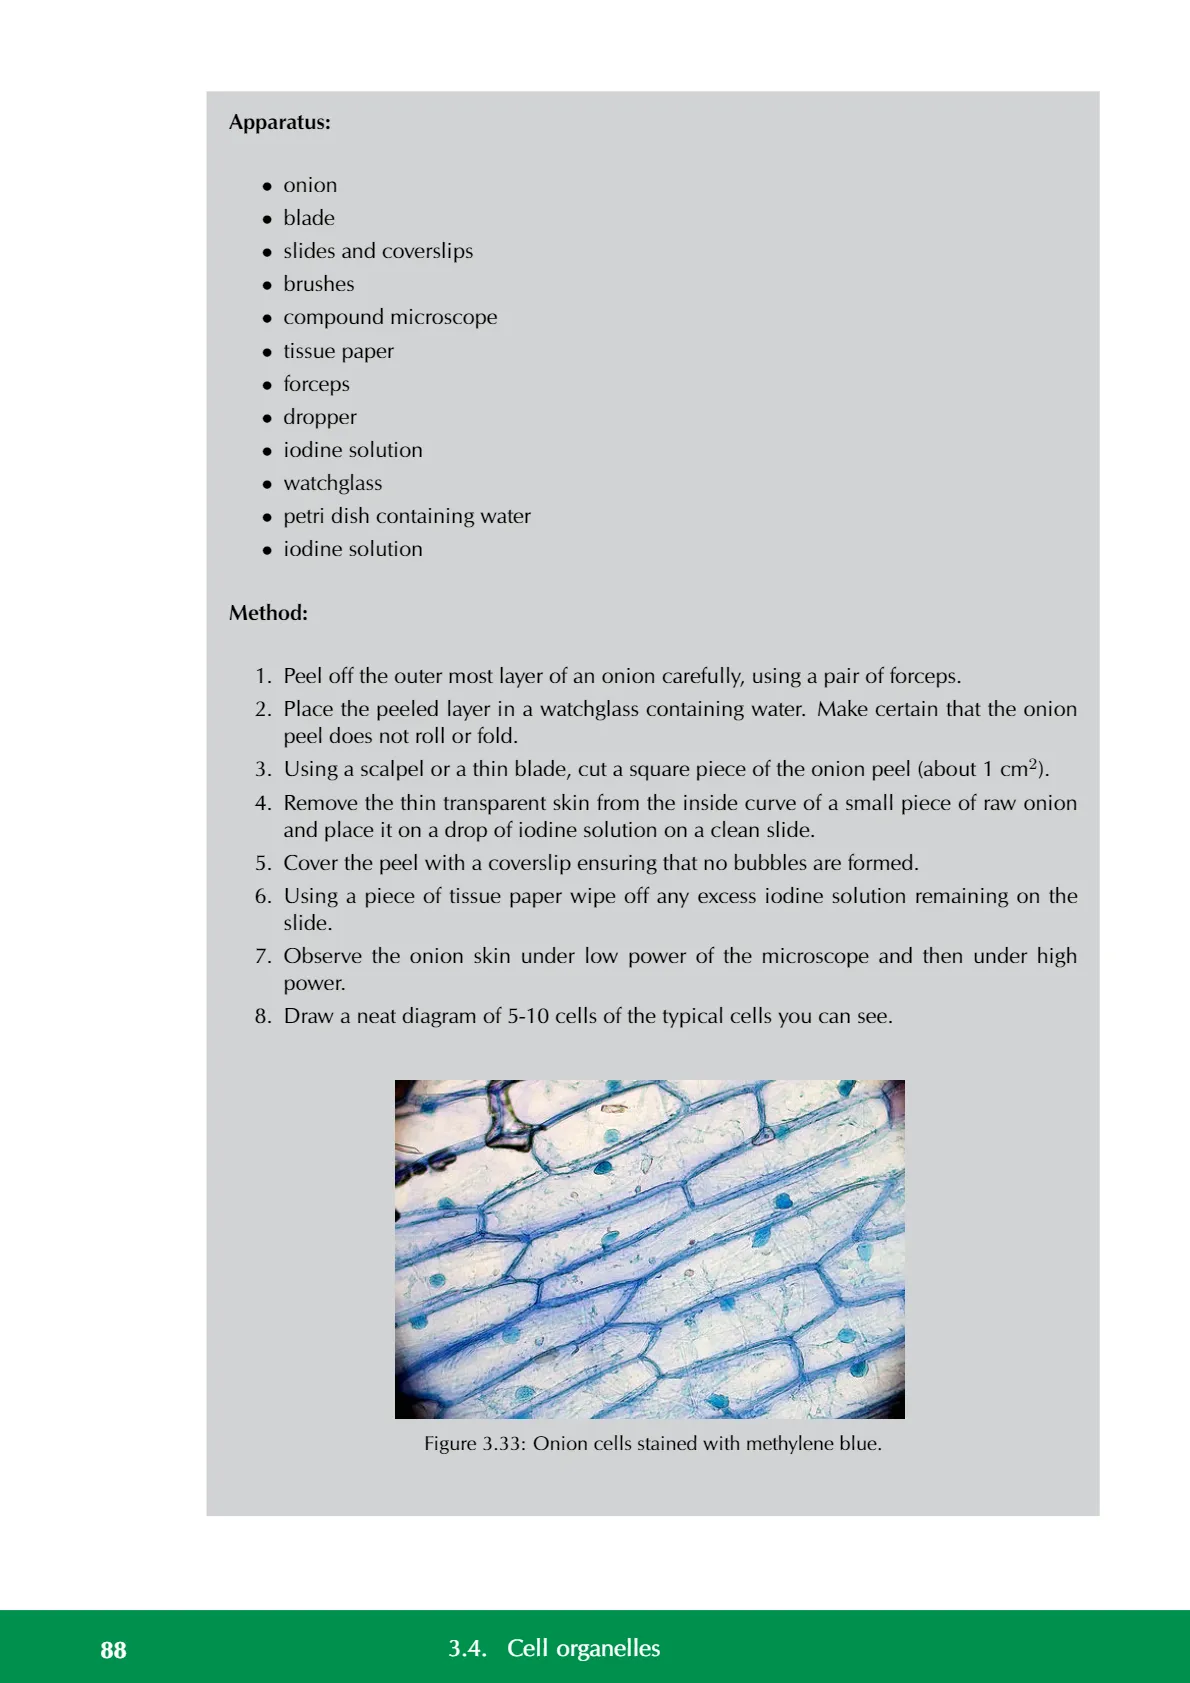 Apparatus:
• onion
• blade
• slides and coverslips
• brushes
• compound microscope
• tissue paper
• forceps
• dropper
• iodine solution
• watchglass
• petri dish containing water
• iodine solution
Method:
1. Peel off the outer most layer of an onion carefully, using a pair of forceps.
2. Place the peeled layer in a watchglass containing water. Make certain that the onion
peel does not roll or fold.
3. Using a scalpel or a thin blade, cut a square piece of the onion peel (about 1 cm²).
4. Remove the thin transparent skin from the inside curve of a small piece of raw onion
and place it on a drop of iodine solution on a clean slide.
5. Cover the peel with a coverslip ensuring that no bubbles are formed.
6. Using a piece of tissue paper wipe off any excess iodine solution remaining on the
slide.
7. Observe the onion skin under low power of the microscope and then under high
power.
8. Draw a neat diagram of 5-10 cells of the typical cells you can see.
Figure 3.33: Onion cells stained with methylene blue.
88 3.4. Cell organelles